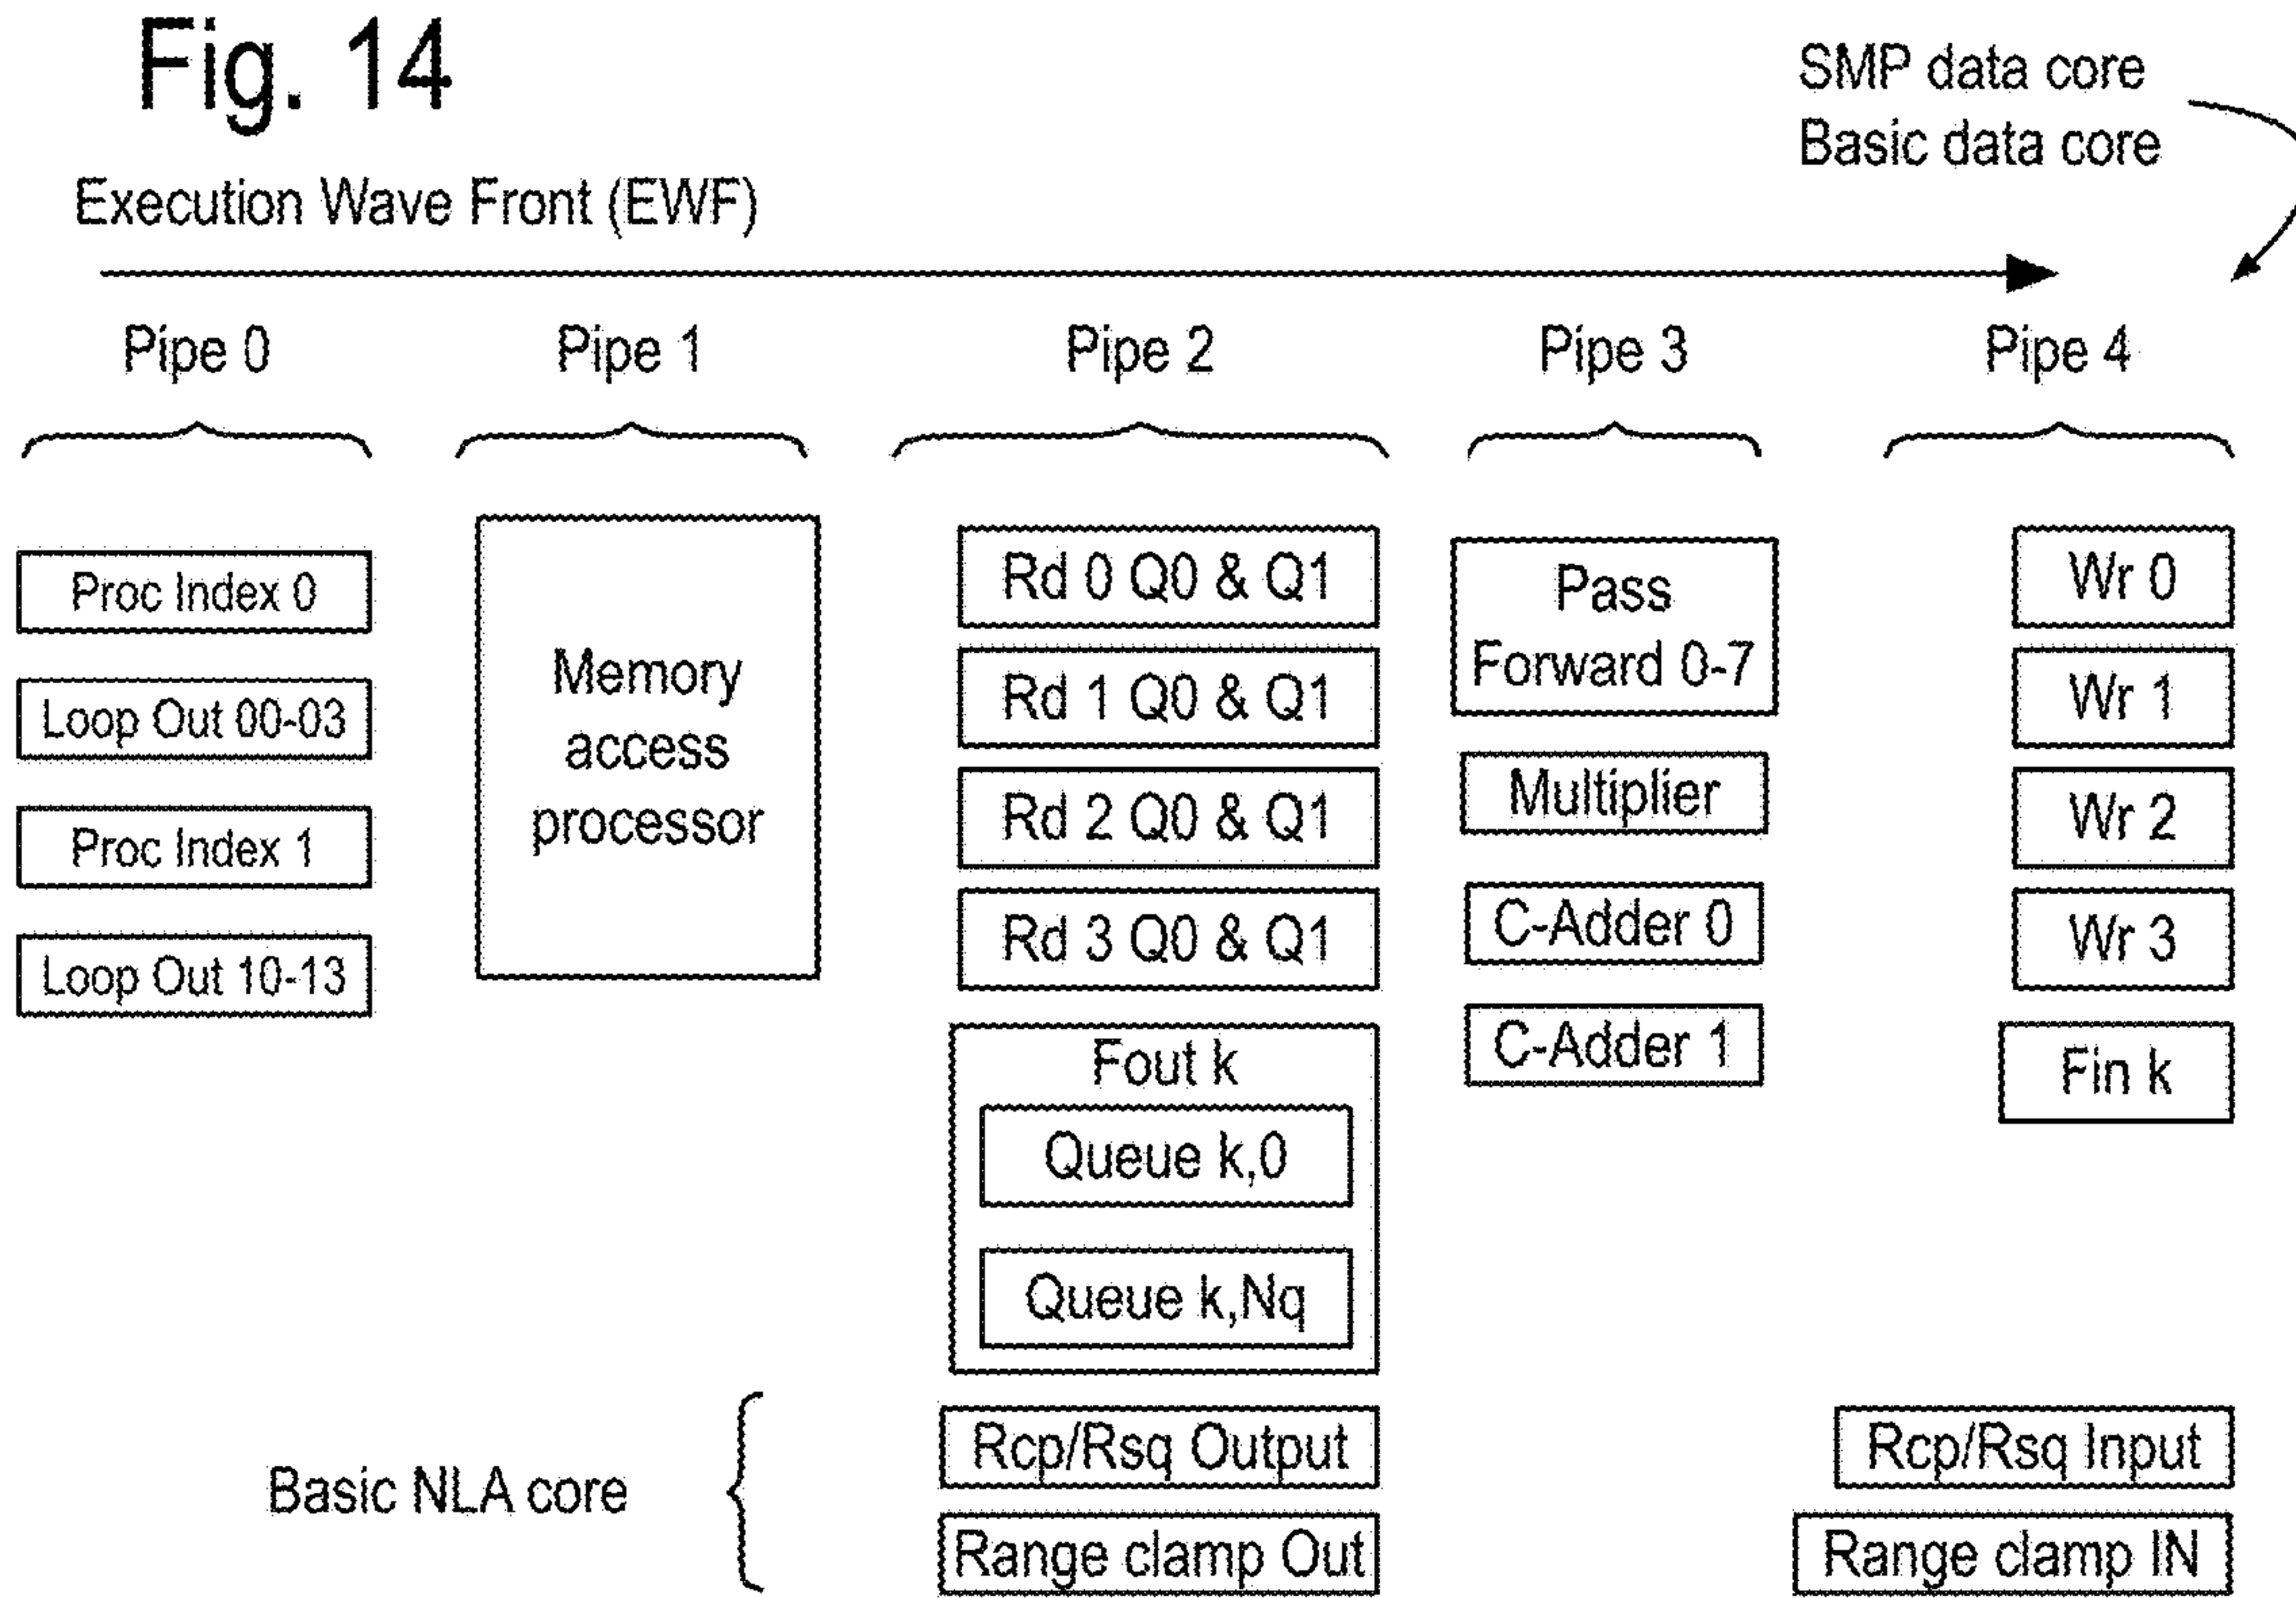 Fig. 14
SMP data core
Basic data core
Execution Wave Front (EWF)
Pipe 0
Pipe 1
Pipe 2
Pipe 3
Pipe 4
Proc Index 0
Loop Out 00-03
Proc Index 1
Loop Out 10-13
Memory
access
processor
Rd 0 Q0 & Q1
Rd 1 Q0 & Q1
Rd 2 Q0 & Q1
Rd 3 Q0 & Q1
Fout k
Queue k,0
Queue k,Nq
Pass
Forward 0-7
Multiplier
C-Adder 0
C-Adder 1
Wr 0
Wr 1
Wr 2
Wr 3
Fin k
Basic NLA core
Rcp/Rsq Output
Range clamp Out
Rcp/Rsq Input
Range clamp IN